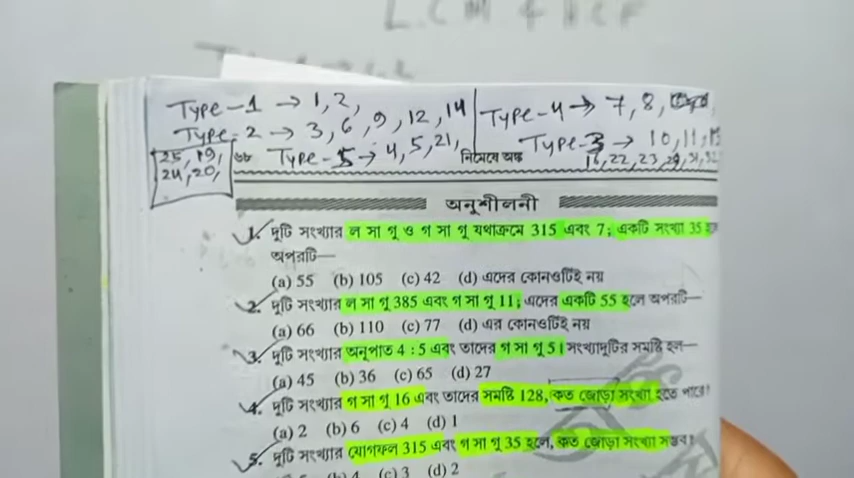 L.C.M & HCF
Type-1 → 1, 2,
Type-2 → 3, 6, 9, 12, 14
Type-4 → 7, 8,
Type-3 → 10, 11,
25, 19,
24, 20,
৬৮ Type-5 → 4, 5, 21, নিমেষে অঙ্ক 22, 23,
অনুশীলনী
1. দুটি সংখ্যার ল সা গু ও গ সা গু যথাক্রমে 315 এবং 7; একটি সংখ্যা 35 হলে
অপরটি—
(a) 55 (b) 105 (c) 42 (d) এদের কোনওটিই নয়
2. দুটি সংখ্যার ল সা গু 385 এবং গ সা গু 11; এদের একটি 55 হলে অপরটি—
(a) 66 (b) 110 (c) 77 (d) এর কোনওটিই নয়
3. দুটি সংখ্যার অনুপাত 4 : 5 এবং তাদের গ সা গু 5। সংখ্যাদুটির সমষ্টি হল—
(a) 45 (b) 36 (c) 65 (d) 27
4. দুটি সংখ্যার গ সা গু 16 এবং তাদের সমষ্টি 128, কত জোড়া সংখ্যা হতে পারে?
(a) 2 (b) 6 (c) 4 (d) 1
5. দুটি সংখ্যার যোগফল 315 এবং গ সা গু 35 হলে, কত জোড়া সংখ্যা সম্ভব?
(b) 4 (c) 3 (d) 2